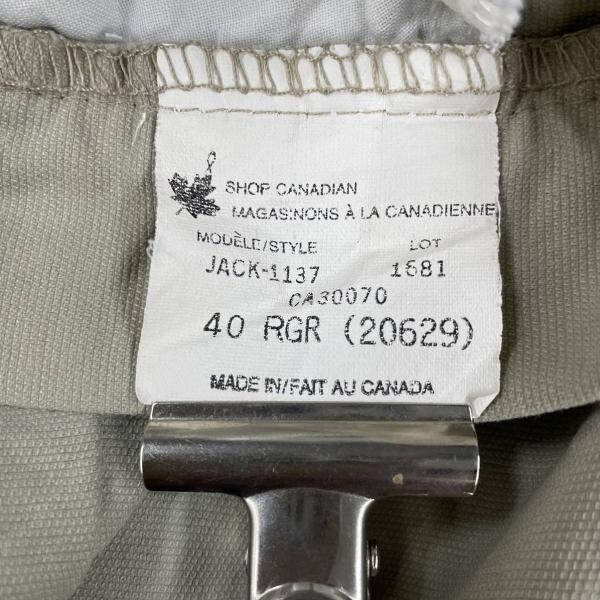 SHOP CANADIAN
MAGASINONS À LA CANADIENNE
MODÈLE/STYLE LOT
JACK-1137 1681
CA30070
40 RGR (20629)
MADE IN/FAIT AU CANADA